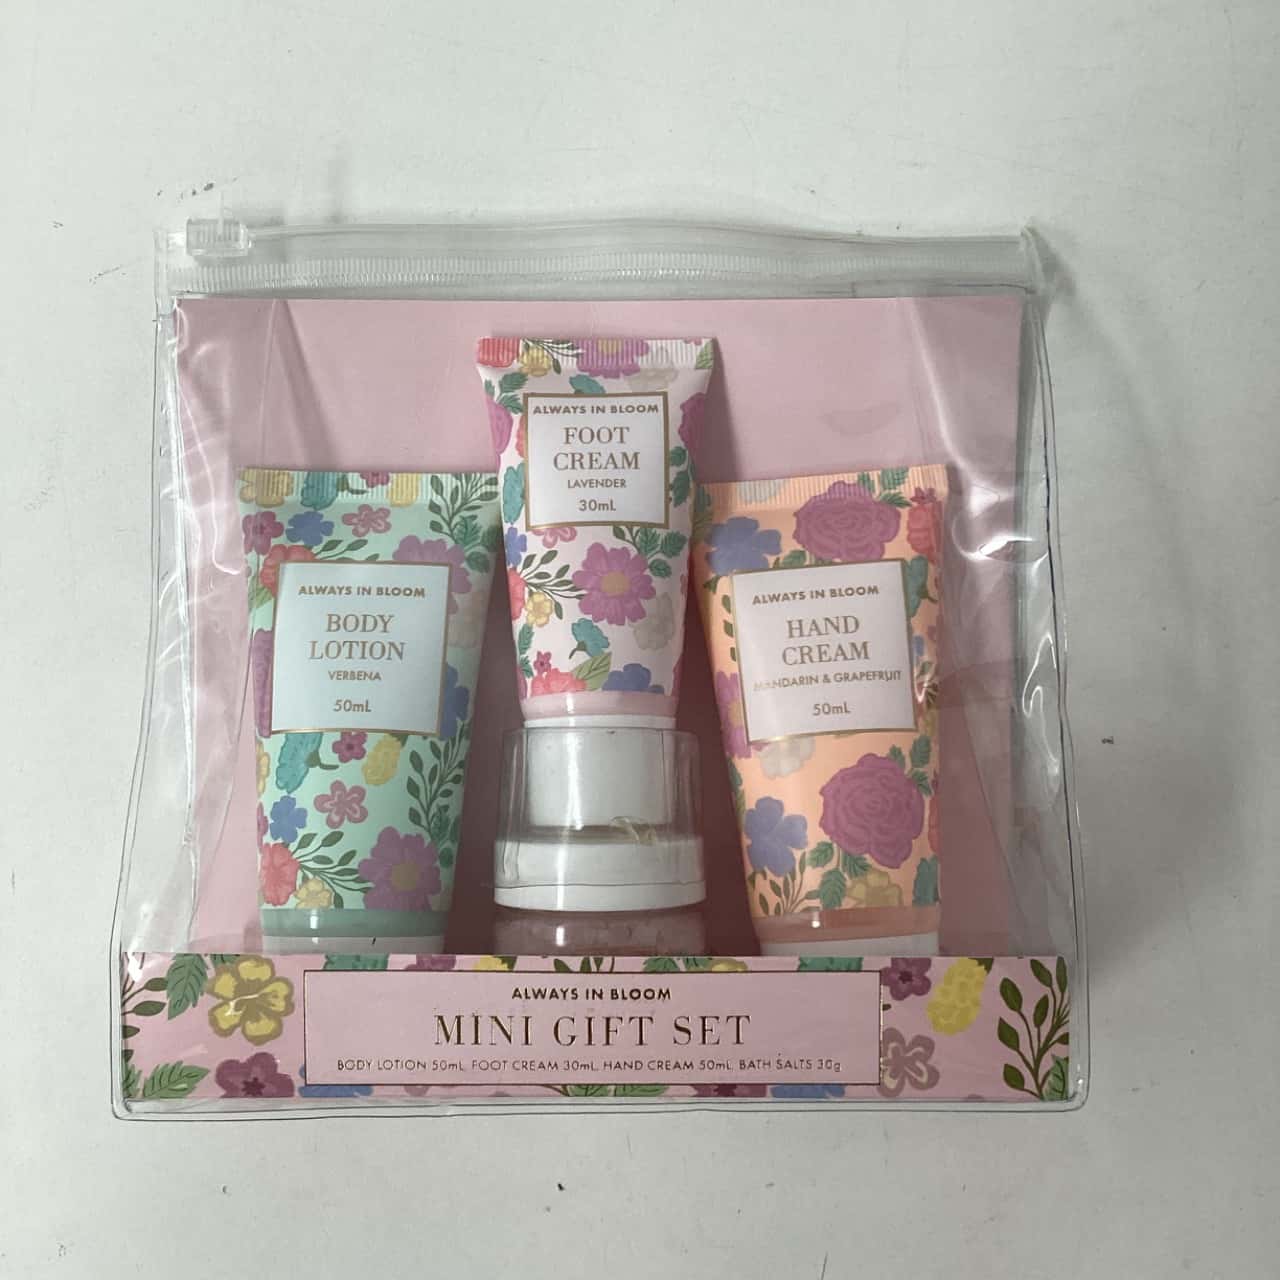 ALWAYS IN BLOOM
FOOT
CREAM
LAVENDER
30mL
ALWAYS IN BLOOM
BODY
LOTION
VERBENA
50mL
ALWAYS IN BLOOM
HAND
CREAM
MANDARIN & GRAPEFRUIT
50mL
ALWAYS IN BLOOM
MINI GIFT SET
BODY LOTION 50mL, FOOT CREAM 30mL, HAND CREAM 50mL, BATH SALTS 30g